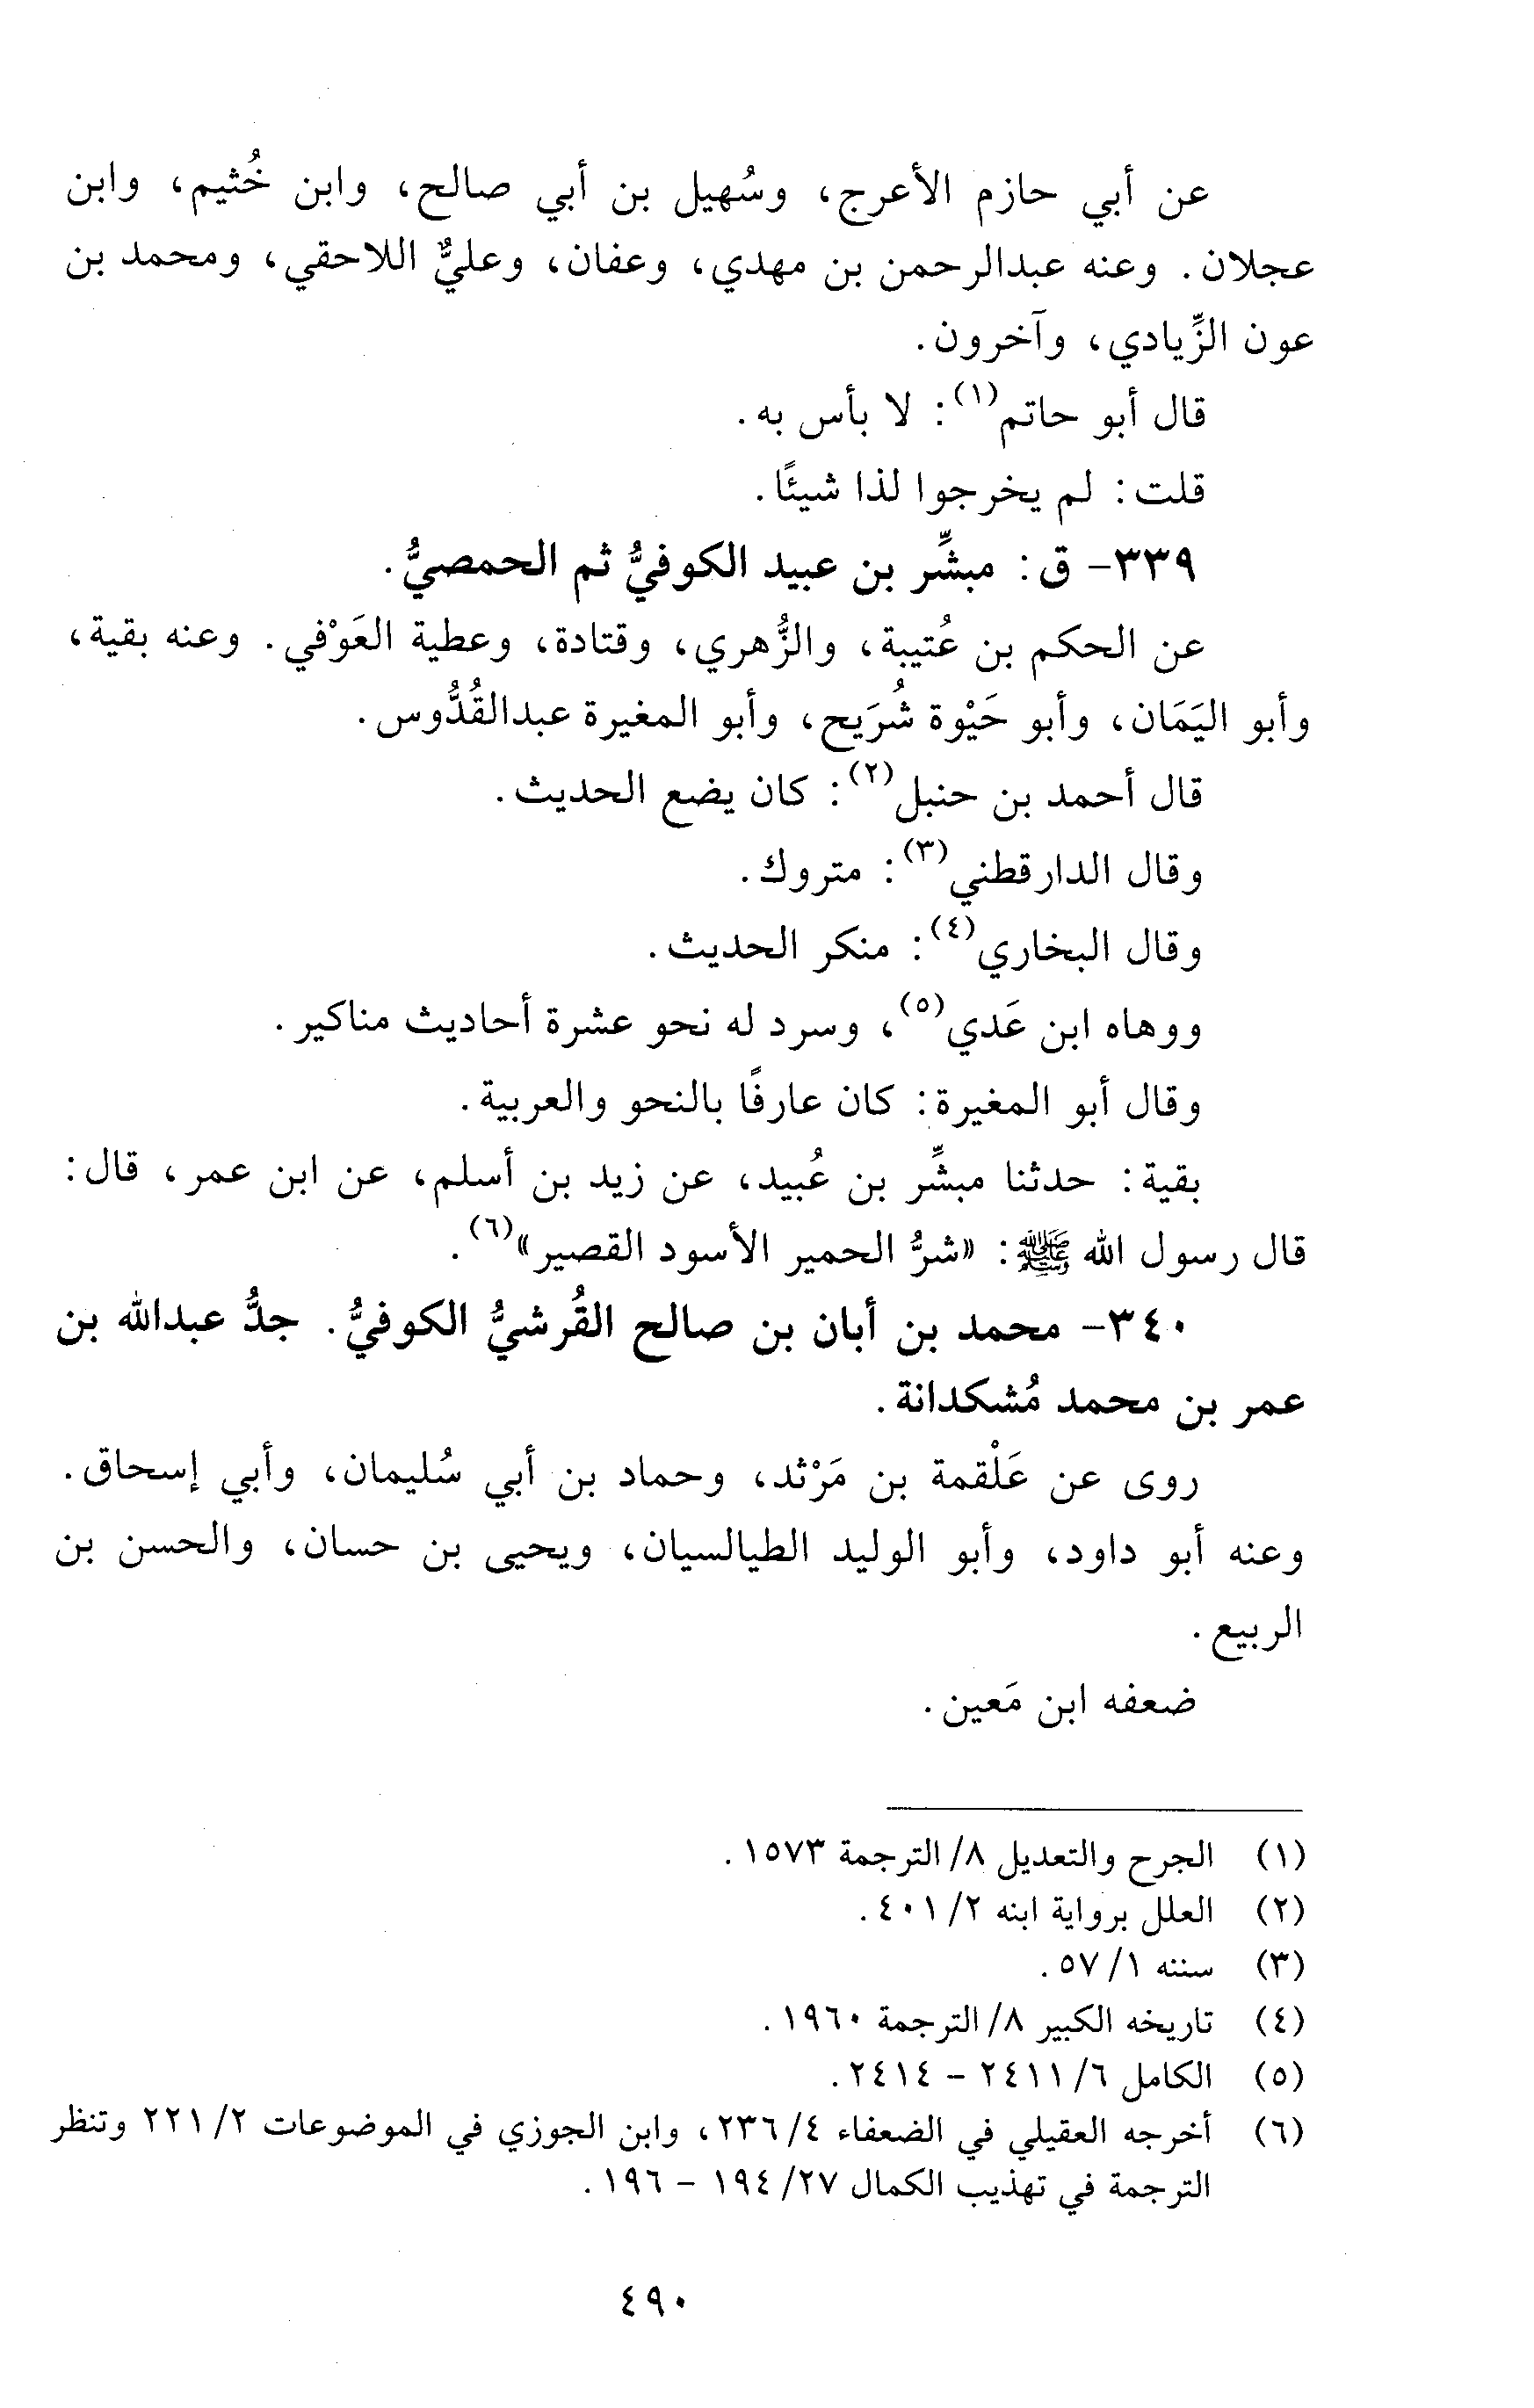 عن أبي حازم الأعرج، وسُهيل بن أبي صالح، وابن خُثيم، وابن
عجلان. وعنه عبدالرحمن بن مهدي، وعفان، وعليٌّ اللاحقي، ومحمد بن
عون الزِّيادي، وآخرون.
قال أبو حاتم(١): لا بأس به.
قلت: لم يخرجوا لذا شيئًا.
٣٣٩- ق: مبشِّر بن عبيد الكوفيُّ ثم الحمصيُّ.
عن الحكم بن عُتيبة، والزُّهري، وقتادة، وعطية العَوْفي. وعنه بقية،
وأبو اليَمَان، وأبو حَيْوة شُرَيح، وأبو المغيرة عبدالقُدُّوس.
قال أحمد بن حنبل(٢): كان يضع الحديث.
وقال الدارقطني(٣): متروك.
وقال البخاري(٤): منكر الحديث.
ووهاه ابن عَدي(٥)، وسرد له نحو عشرة أحاديث مناكير.
وقال أبو المغيرة: كان عارفًا بالنحو والعربية.
بقية: حدثنا مبشِّر بن عُبيد، عن زيد بن أسلم، عن ابن عمر، قال:
قال رسول الله ﷺ: «شرُّ الحمير الأسود القصير»(٦).
٣٤٠- محمد بن أبان بن صالح القُرشيُّ الكوفيُّ. جدُّ عبدالله بن
عمر بن محمد مُشكدانة.
روى عن عَلْقمة بن مَرْثد، وحماد بن أبي سُليمان، وأبي إسحاق.
وعنه أبو داود، وأبو الوليد الطيالسيان، ويحيى بن حسان، والحسن بن
الربيع.
ضعفه ابن مَعين.
(١) الجرح والتعديل ٨/ الترجمة ١٥٧٣.
(٢) العلل برواية ابنه ٢/ ٤٠١.
(٣) سننه ١/ ٥٧.
(٤) تاريخه الكبير ٨/ الترجمة ١٩٦٠.
(٥) الكامل ٦/ ٢٤١١ - ٢٤١٤.
(٦) أخرجه العقيلي في الضعفاء ٤/ ٢٣٦، وابن الجوزي في الموضوعات ٢/ ٢٢١ وتنظر
الترجمة في تهذيب الكمال ٢٧/ ١٩٤ - ١٩٦.
٤٩٠